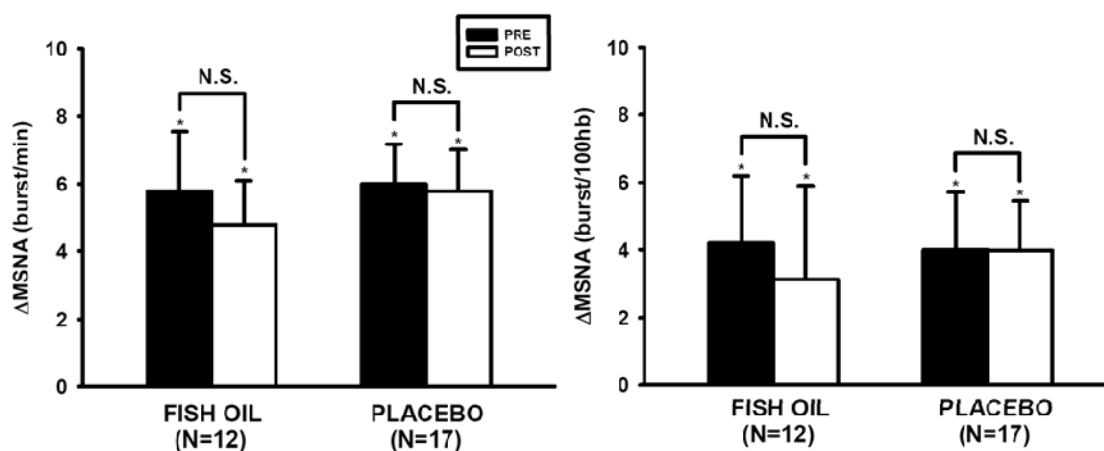 PRE
POST
10
8
6
4
2
0
ΔMSNA (burst/min)
N.S.
N.S.
*
*
*
*
FISH OIL
(N=12)
PLACEBO
(N=17)
10
8
6
4
2
0
ΔMSNA (burst/100hb)
N.S.
N.S.
*
*
*
*
FISH OIL
(N=12)
PLACEBO
(N=17)